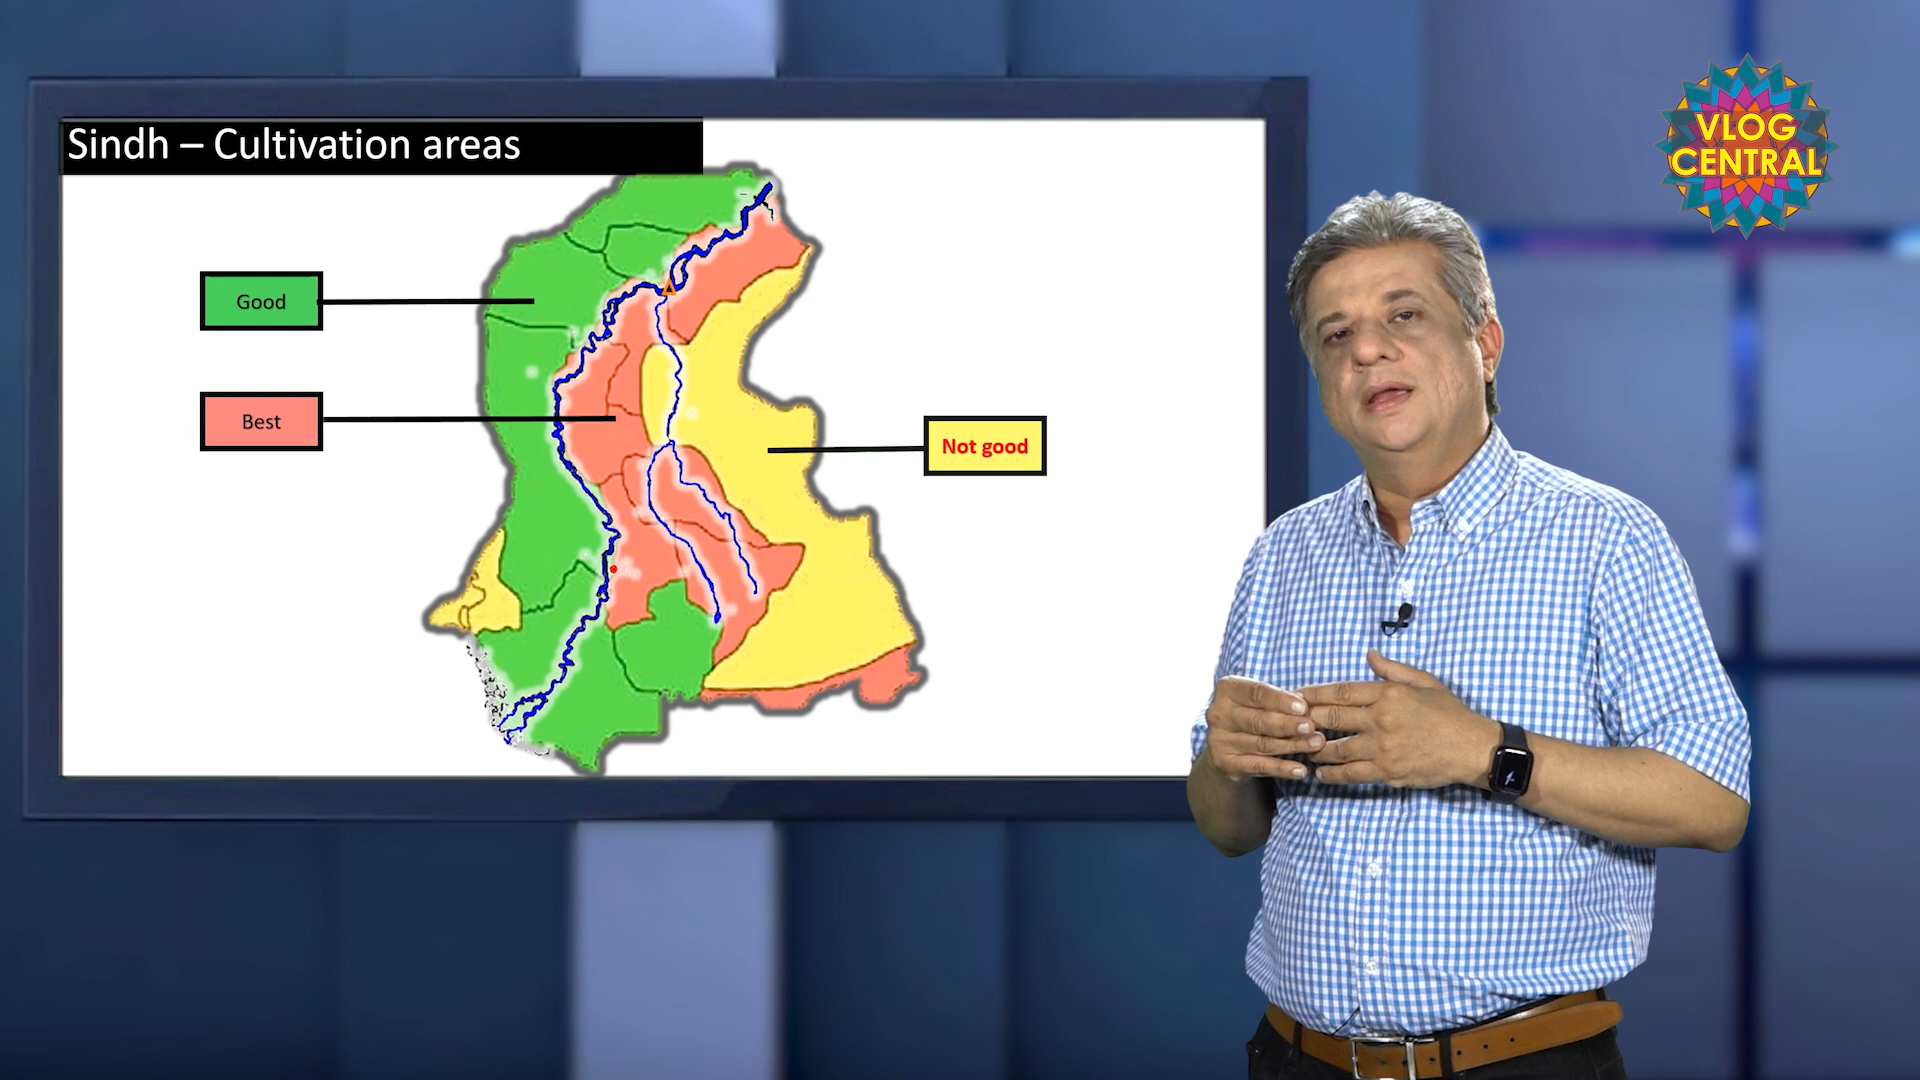 Sindh – Cultivation areas
Good
Best
Not good
VLOG
CENTRAL